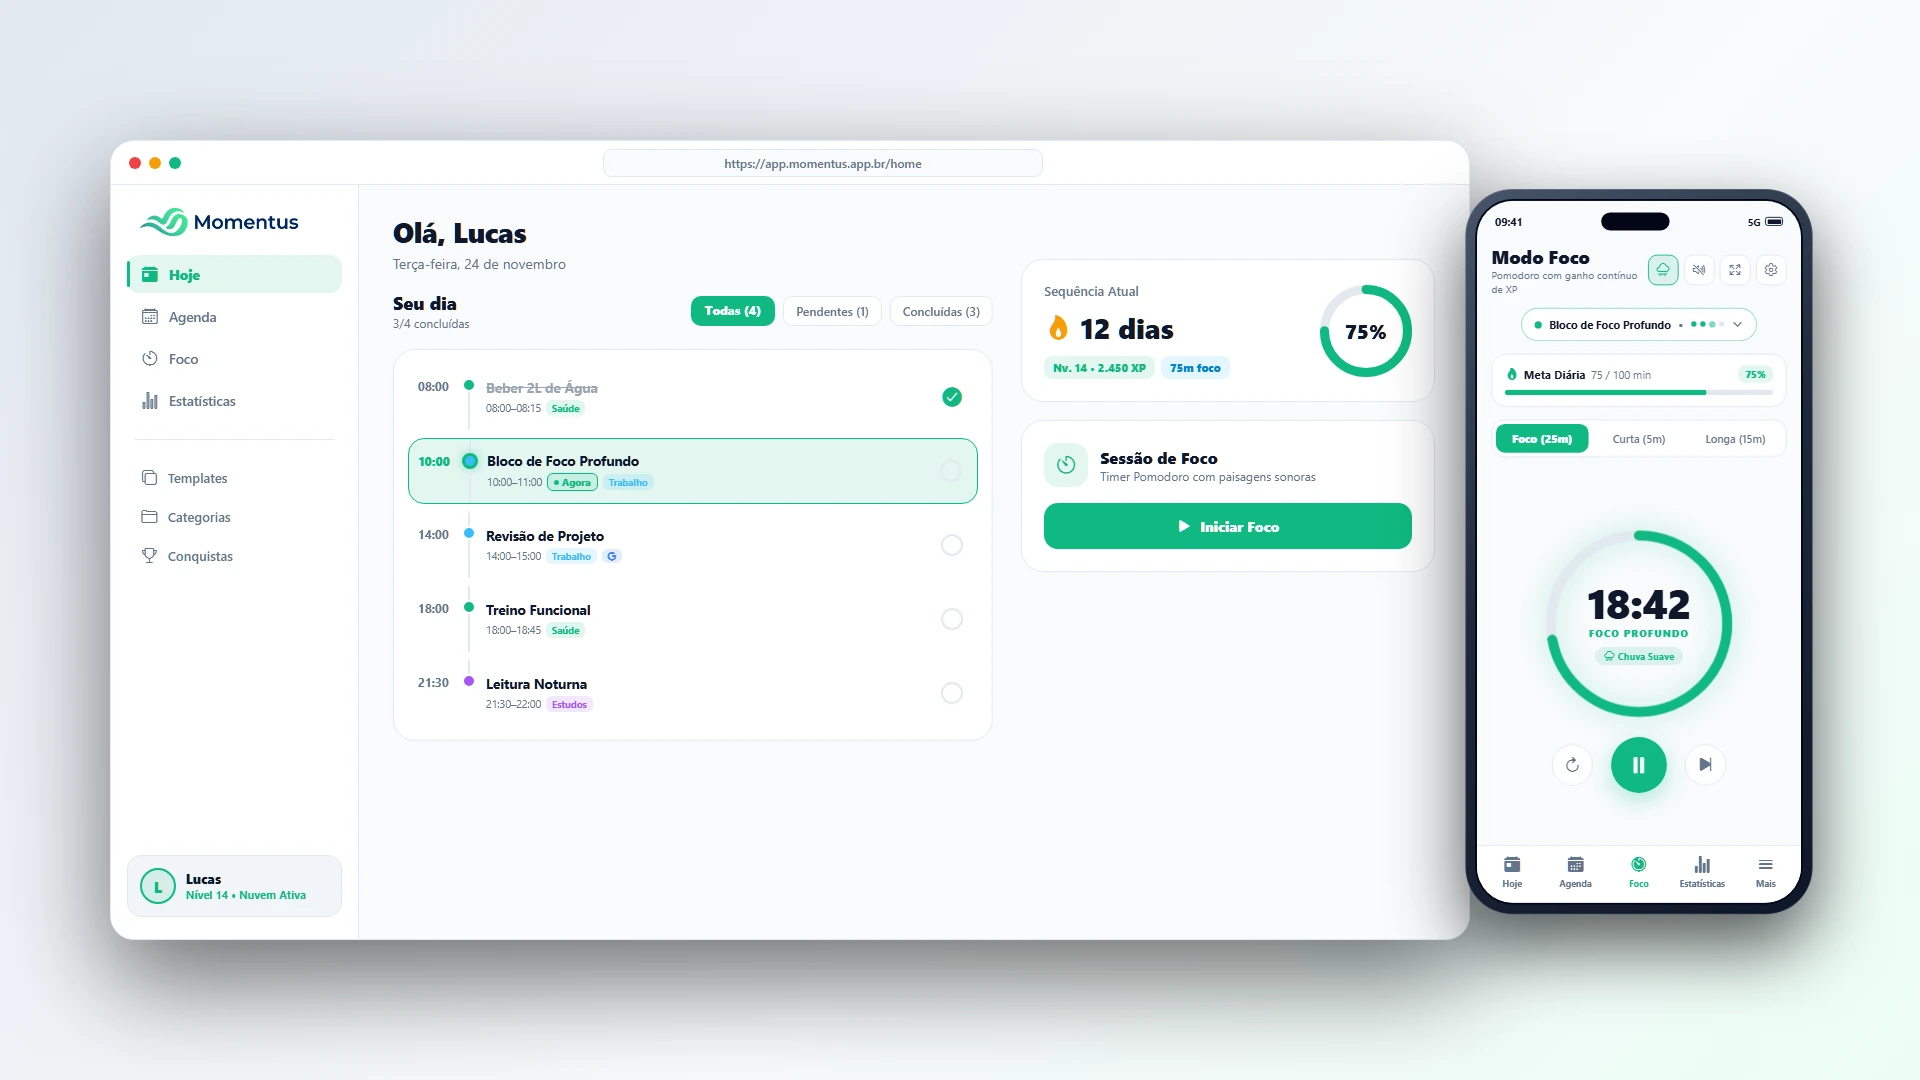 https://app.momentus.app.br/home
Momentus
Hoje
Agenda
Foco
Estatísticas
Templates
Categorias
Conquistas
L
Lucas
Nível 14 • Nuvem Ativa
Olá, Lucas
Terça-feira, 24 de novembro
Seu dia
3/4 concluídas
Todas (4)
Pendentes (1)
Concluídas (3)
08:00
Beber 2L de Água
08:00–08:15 Saúde
10:00
Bloco de Foco Profundo
10:00–11:00 Agora Trabalho
14:00
Revisão de Projeto
14:00–15:00 Trabalho G
18:00
Treino Funcional
18:00–18:45 Saúde
21:30
Leitura Noturna
21:30–22:00 Estudos
Sequência Atual
12 dias
Nv. 14 • 2.450 XP
75m foco
75%
Sessão de Foco
Timer Pomodoro com paisagens sonoras
Iniciar Foco
09:41
5G
Modo Foco
Pomodoro com ganho contínuo
de XP
Bloco de Foco Profundo •
Meta Diária 75 / 100 min
75%
Foco (25m)
Curta (5m)
Longa (15m)
18:42
FOCO PROFUNDO
Chuva Suave
Hoje
Agenda
Foco
Estatísticas
Mais